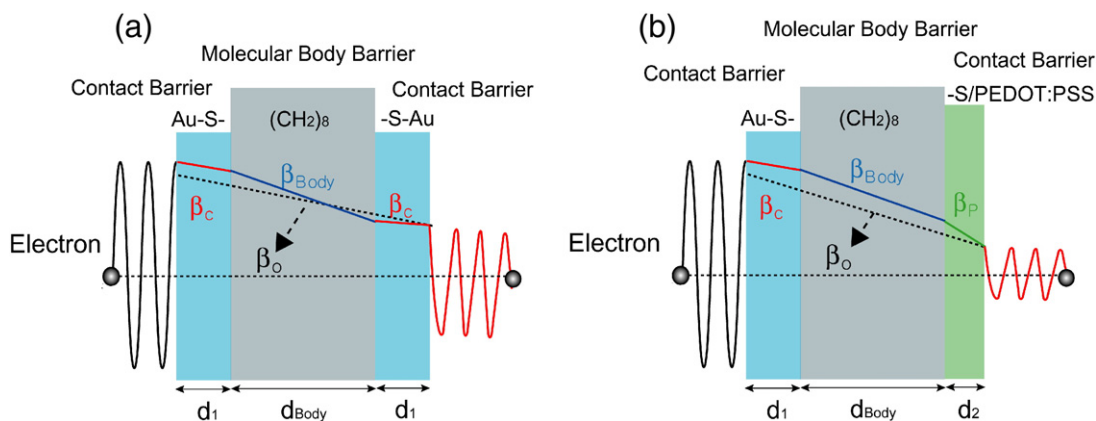 (a)
Molecular Body Barrier
Contact Barrier
Contact Barrier
Au-S-
(CH2)8
-S-Au
βBody
βC
βC
Electron
βO
d1
dBody
d1
(b)
Molecular Body Barrier
Contact Barrier
Contact Barrier
Au-S-
(CH2)8
-S/PEDOT:PSS
βBody
βC
βP
Electron
βO
d1
dBody
d2